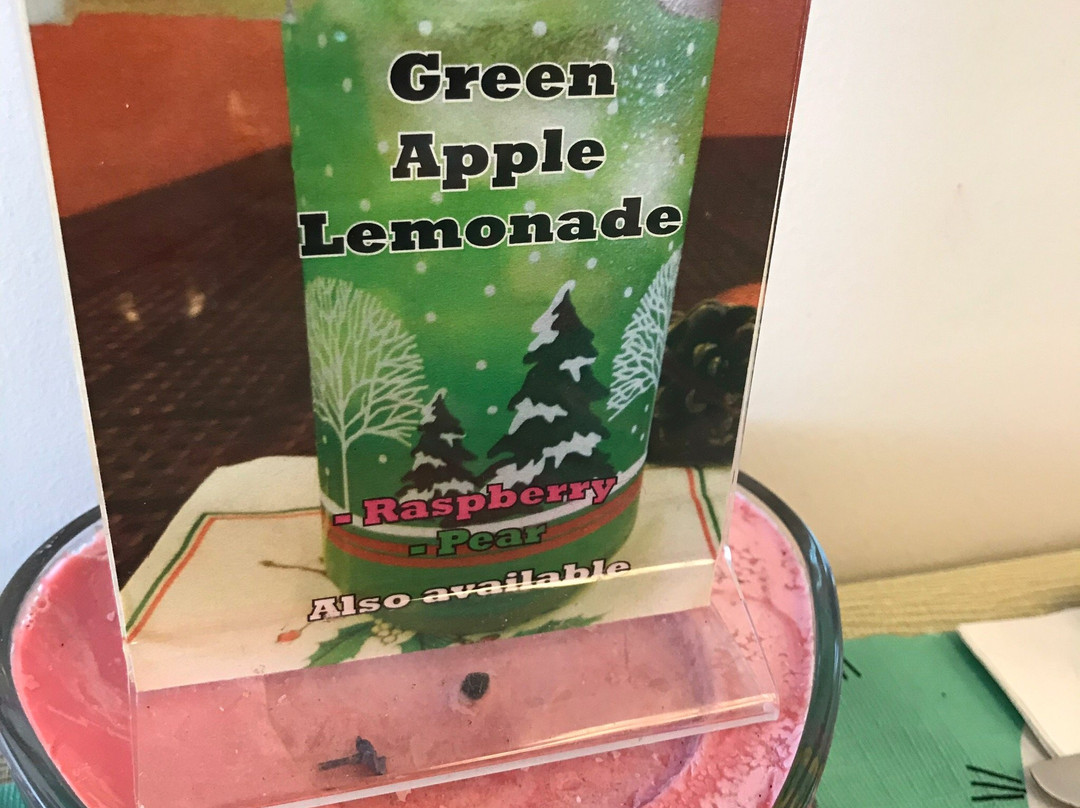 Green
Apple
Lemonade
- Raspberry
- Pear
Also available